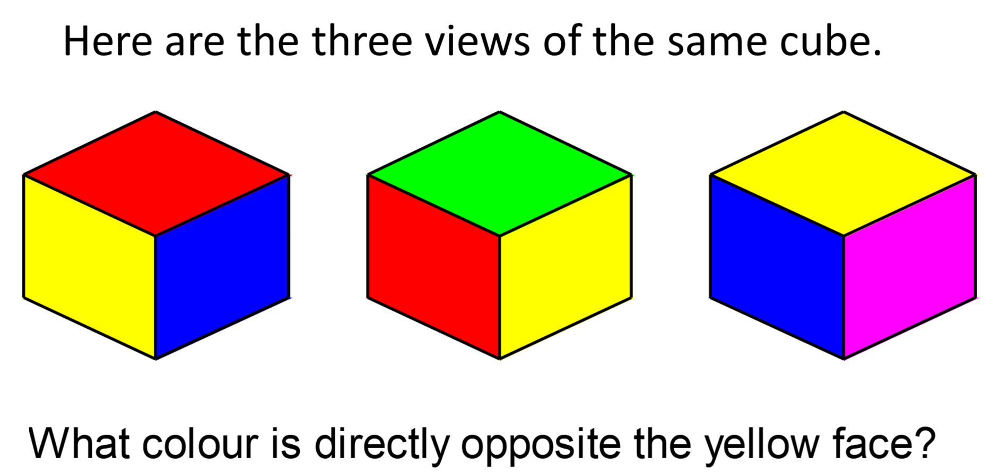 Here are the three views of the same cube.
What colour is directly opposite the yellow face?